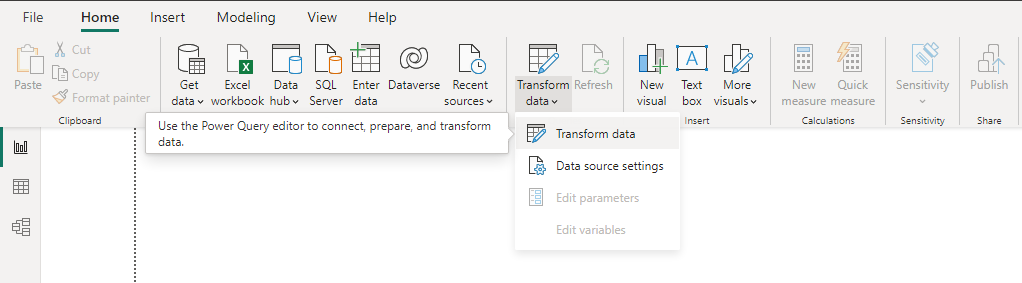 File Home Insert Modeling View Help
Paste
Cut
Copy
Format painter
Clipboard
Get data
Excel workbook
Data hub
SQL Server
Enter data
Dataverse
Recent sources
Transform data
Refresh
New visual
Text box
More visuals
Insert
New measure
Quick measure
Calculations
Sensitivity
Sensitivity
Publish
Share
Use the Power Query editor to connect, prepare, and transform
data.
Transform data
Data source settings
Edit parameters
Edit variables